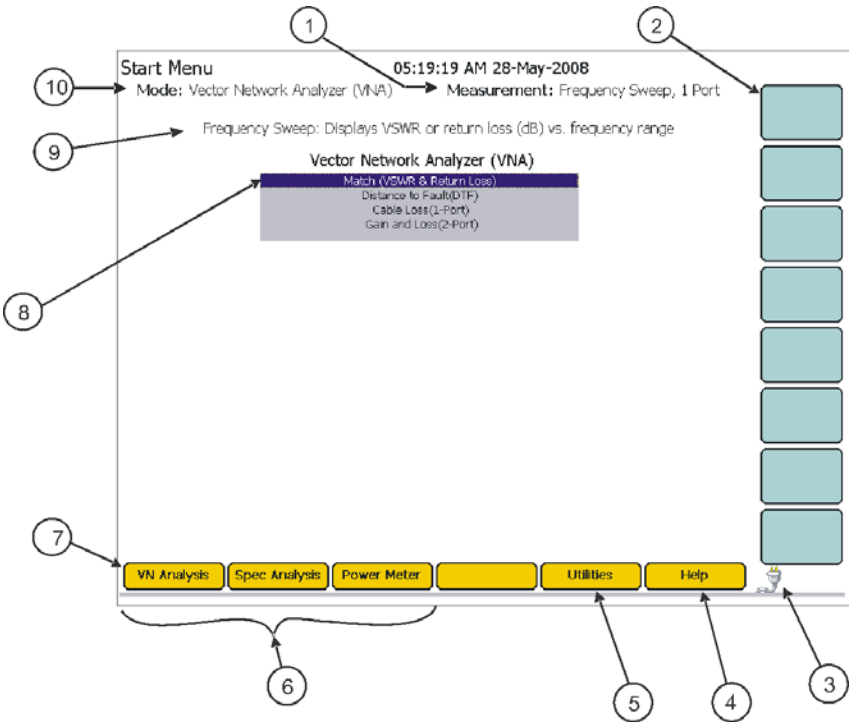 1
2
Start Menu 05:19:19 AM 28-May-2008
10
Mode: Vector Network Analyzer (VNA) Measurement: Frequency Sweep, 1 Port
9
Frequency Sweep: Displays VSWR or return loss (dB) vs. frequency range
Vector Network Analyzer (VNA)
Match (VSWR & Return Loss)
Distance to Fault(DTF)
Cable Loss(1-Port)
Gain and Loss(2-Port)
8
7
VN Analysis Spec Analysis Power Meter Utilities Help
6
5
4
3